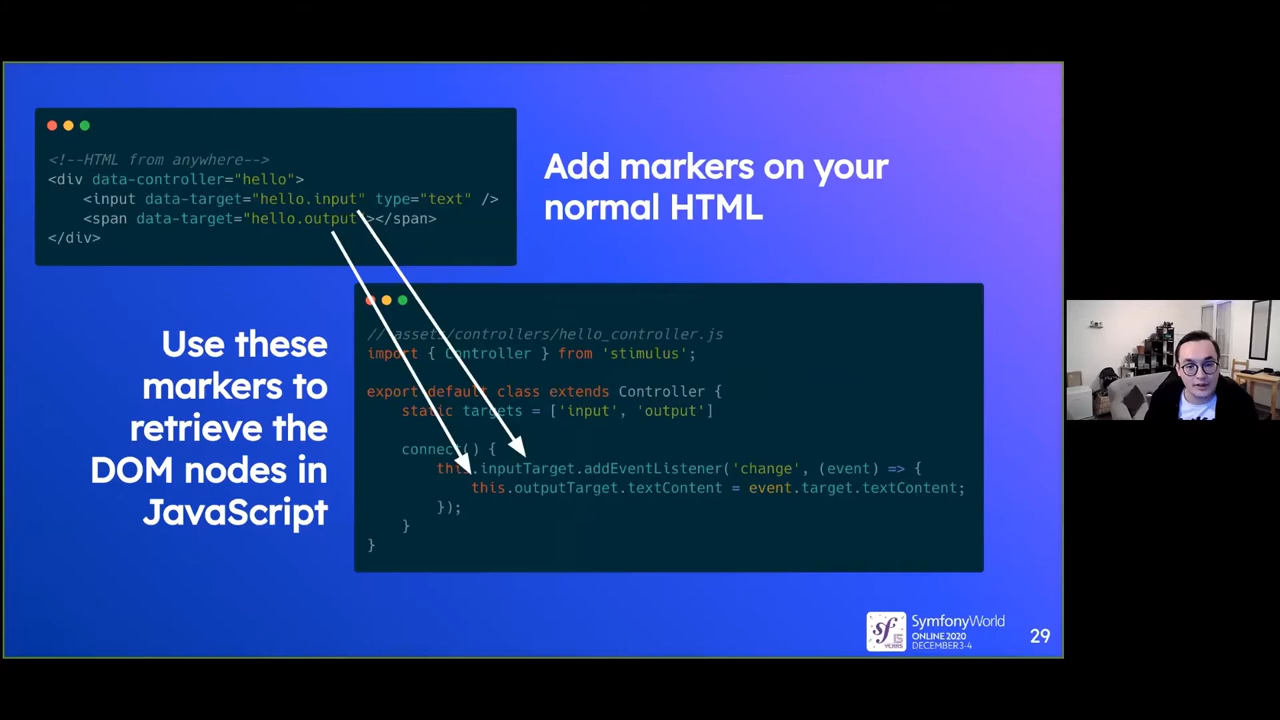 <!--HTML from anywhere-->
<div data-controller="hello">
    <input data-target="hello.input" type="text" />
    <span data-target="hello.output"></span>
</div>
Add markers on your
normal HTML
Use these
markers to
retrieve the
DOM nodes in
JavaScript
// assets/controllers/hello_controller.js
import { Controller } from 'stimulus';
export default class extends Controller {
    static targets = ['input', 'output']
    connect() {
        this.inputTarget.addEventListener('change', (event) => {
            this.outputTarget.textContent = event.target.textContent;
        });
    }
}
sf
15
YEARS
SymfonyWorld
ONLINE 2020
DECEMBER 3-4
29